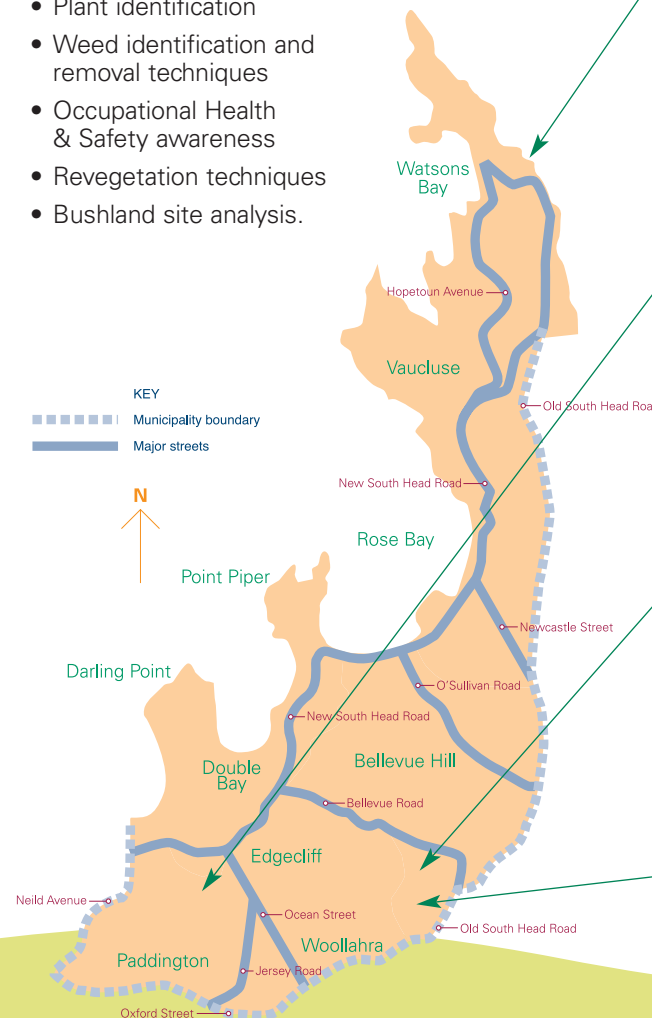 • Plant identification
• Weed identification and
removal techniques
• Occupational Health
& Safety awareness
• Revegetation techniques
• Bushland site analysis.
Watsons
Bay
Hopetoun Avenue
Vaucluse
KEY
Municipality boundary
Major streets
Old South Head Roa
N
New South Head Road
Rose Bay
Point Piper
Newcastle Street
Darling Point
O'Sullivan Road
New South Head Road
Double
Bay
Bellevue Hill
Bellevue Road
Edgecliff
Neild Avenue
Ocean Street
Old South Head Road
Woollahra
Paddington
Jersey Road
Oxford Street